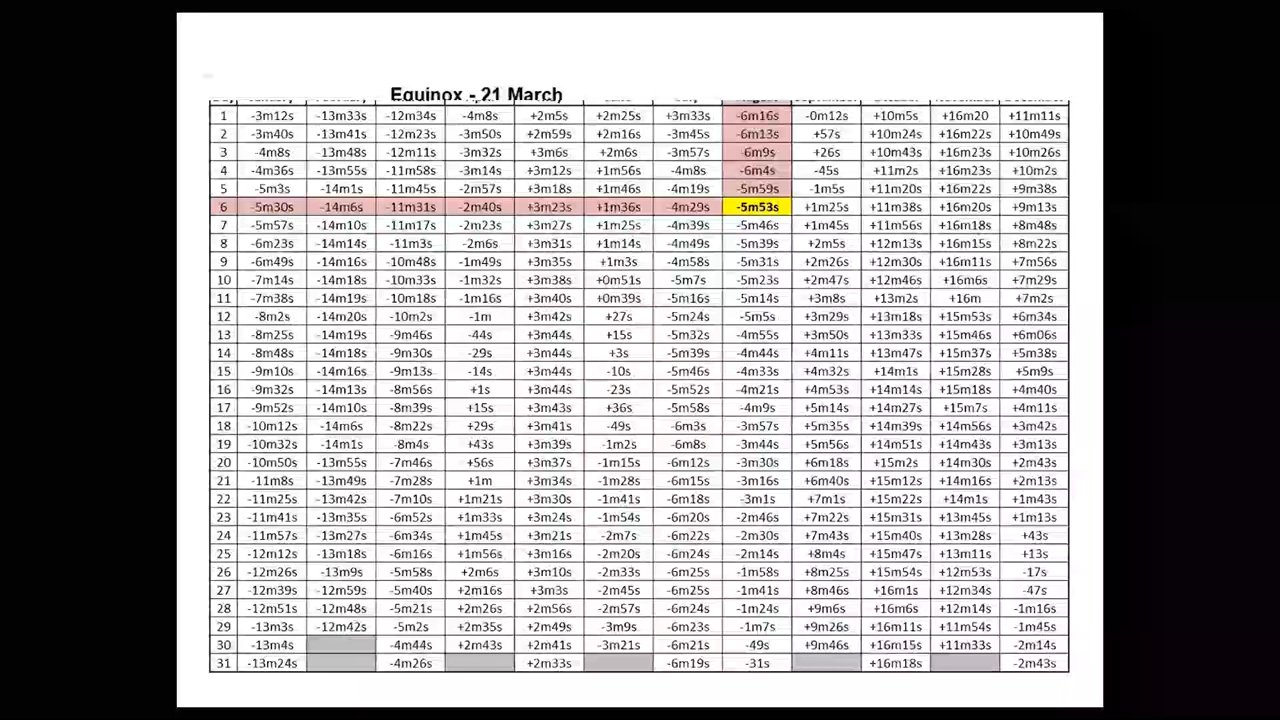 Equinox - 21 March
1 -3m12s -13m33s -12m34s -4m8s +2m5s +2m25s +3m33s -6m16s -0m12s +10m5s +16m20 +11m11s
2 -3m40s -13m41s -12m23s -3m50s +2m59s +2m16s -3m45s -6m13s +57s +10m24s +16m22s +10m49s
3 -4m8s -13m48s -12m11s -3m32s +3m6s +2m6s -3m57s -6m9s +26s +10m43s +16m23s +10m26s
4 -4m36s -13m55s -11m58s -3m14s +3m12s +1m56s -4m8s -6m4s -45s +11m2s +16m23s +10m2s
5 -5m3s -14m1s -11m45s -2m57s +3m18s +1m46s -4m19s -5m59s -1m5s +11m20s +16m22s +9m38s
6 -5m30s -14m6s -11m31s -2m40s +3m23s +1m36s -4m29s -5m53s +1m25s +11m38s +16m20s +9m13s
7 -5m57s -14m10s -11m17s -2m23s +3m27s +1m25s -4m39s -5m46s +1m45s +11m56s +16m18s +8m48s
8 -6m23s -14m14s -11m3s -2m6s +3m31s +1m14s -4m49s -5m39s +2m5s +12m13s +16m15s +8m22s
9 -6m49s -14m16s -10m48s -1m49s +3m35s +1m3s -4m58s -5m31s +2m26s +12m30s +16m11s +7m56s
10 -7m14s -14m18s -10m33s -1m32s +3m38s +0m51s -5m7s -5m23s +2m47s +12m46s +16m6s +7m29s
11 -7m38s -14m19s -10m18s -1m16s +3m40s +0m39s -5m16s -5m14s +3m8s +13m2s +16m +7m2s
12 -8m2s -14m20s -10m2s -1m +3m42s +27s -5m24s -5m5s +3m29s +13m18s +15m53s +6m34s
13 -8m25s -14m19s -9m46s -44s +3m44s +15s -5m32s -4m55s +3m50s +13m33s +15m46s +6m06s
14 -8m48s -14m18s -9m30s -29s +3m44s +3s -5m39s -4m44s +4m11s +13m47s +15m37s +5m38s
15 -9m10s -14m16s -9m13s -14s +3m44s -10s -5m46s -4m33s +4m32s +14m1s +15m28s +5m9s
16 -9m32s -14m13s -8m56s +1s +3m44s -23s -5m52s -4m21s +4m53s +14m14s +15m18s +4m40s
17 -9m52s -14m10s -8m39s +15s +3m43s +36s -5m58s -4m9s +5m14s +14m27s +15m7s +4m11s
18 -10m12s -14m6s -8m22s +29s +3m41s -49s -6m3s -3m57s +5m35s +14m39s +14m56s +3m42s
19 -10m32s -14m1s -8m4s +43s +3m39s -1m2s -6m8s -3m44s +5m56s +14m51s +14m43s +3m13s
20 -10m50s -13m55s -7m46s +56s +3m37s -1m15s -6m12s -3m30s +6m18s +15m2s +14m30s +2m43s
21 -11m8s -13m49s -7m28s +1m +3m34s -1m28s -6m15s -3m16s +6m40s +15m12s +14m16s +2m13s
22 -11m25s -13m42s -7m10s +1m21s +3m30s -1m41s -6m18s -3m1s +7m1s +15m22s +14m1s +1m43s
23 -11m41s -13m35s -6m52s +1m33s +3m24s -1m54s -6m20s -2m46s +7m22s +15m31s +13m45s +1m13s
24 -11m57s -13m27s -6m34s +1m45s +3m21s -2m7s -6m22s -2m30s +7m43s +15m40s +13m28s +43s
25 -12m12s -13m18s -6m16s +1m56s +3m16s -2m20s -6m24s -2m14s +8m4s +15m47s +13m11s +13s
26 -12m26s -13m9s -5m58s +2m6s +3m10s -2m33s -6m25s -1m58s +8m25s +15m54s +12m53s -17s
27 -12m39s -12m59s -5m40s +2m16s +3m3s -2m45s -6m25s -1m41s +8m46s +16m1s +12m34s -47s
28 -12m51s -12m48s -5m21s +2m26s +2m56s -2m57s -6m24s -1m24s +9m6s +16m6s +12m14s -1m16s
29 -13m3s -12m42s -5m2s +2m35s +2m49s -3m9s -6m23s -1m7s +9m26s +16m11s +11m54s -1m45s
30 -13m4s -4m44s +2m43s +2m41s -3m21s -6m21s -49s +9m46s +16m15s +11m33s -2m14s
31 -13m24s -4m26s +2m33s -6m19s -31s +16m18s -2m43s